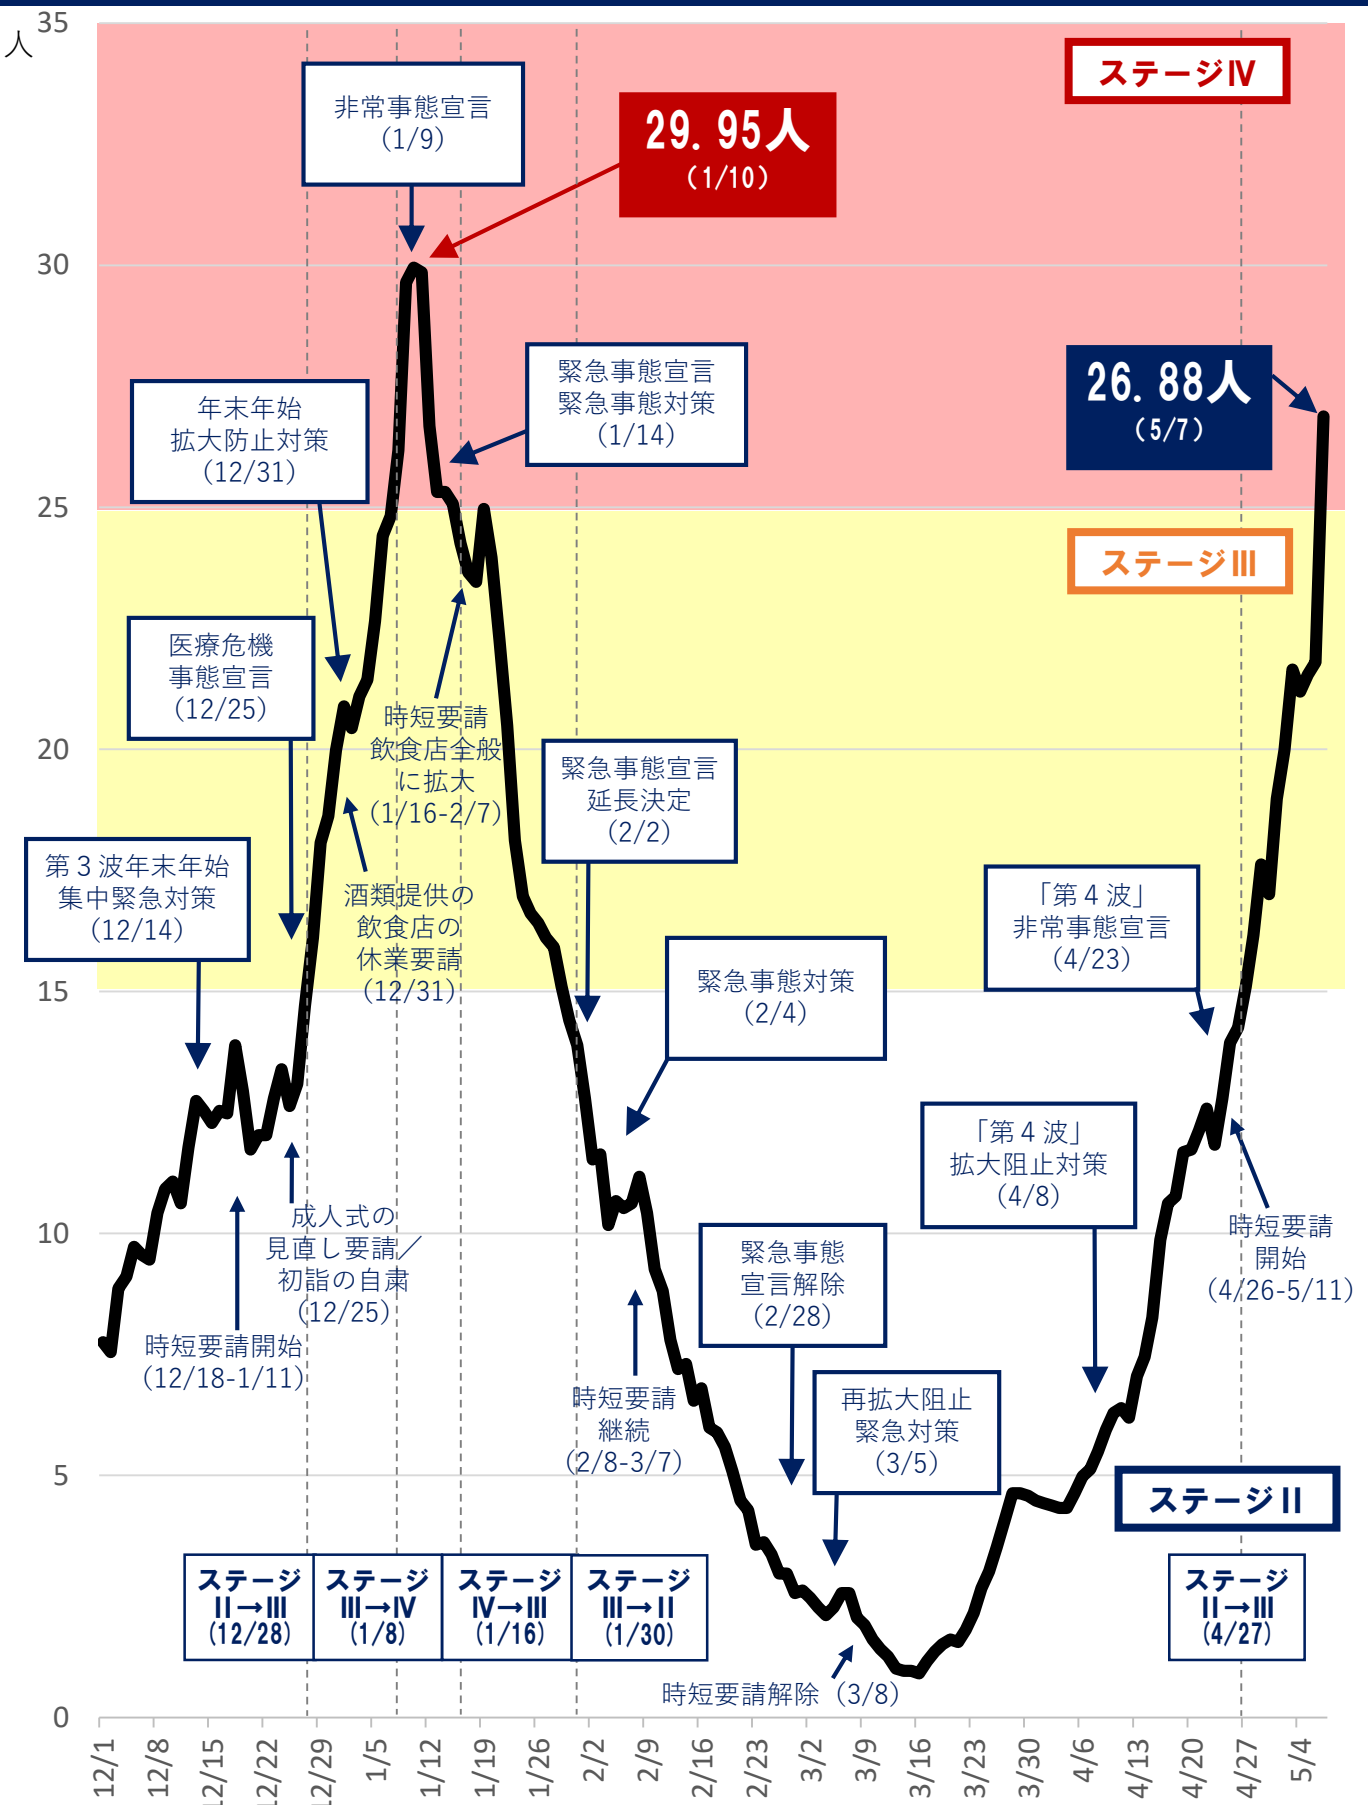 人
35
30
25
20
15
10
5
0
ステージⅣ
非常事態宣言
(1/9)
29.95人
(1/10)
緊急事態宣言
緊急事態対策
(1/14)
26.88人
(5/7)
年末年始
拡大防止対策
(12/31)
ステージⅢ
医療危機
事態宣言
(12/25)
時短要請
飲食店全般
に拡大
(1/16-2/7)
緊急事態宣言
延長決定
(2/2)
第3波年末年始
集中緊急対策
(12/14)
酒類提供の
飲食店の
休業要請
(12/31)
「第4波」
非常事態宣言
(4/23)
緊急事態対策
(2/4)
「第4波」
拡大阻止対策
(4/8)
成人式の
見直し要請／
初詣の自粛
(12/25)
時短要請
開始
(4/26-5/11)
緊急事態
宣言解除
(2/28)
時短要請開始
(12/18-1/11)
時短要請
継続
(2/8-3/7)
再拡大阻止
緊急対策
(3/5)
ステージⅡ
ステージ
Ⅱ→Ⅲ
(12/28)
ステージ
Ⅲ→Ⅳ
(1/8)
ステージ
Ⅳ→Ⅲ
(1/16)
ステージ
Ⅲ→Ⅱ
(1/30)
ステージ
Ⅱ→Ⅲ
(4/27)
時短要請解除（3/8）
12/1
12/8
12/15
12/22
12/29
1/5
1/12
1/19
1/26
2/2
2/9
2/16
2/23
3/2
3/9
3/16
3/23
3/30
4/6
4/13
4/20
4/27
5/4